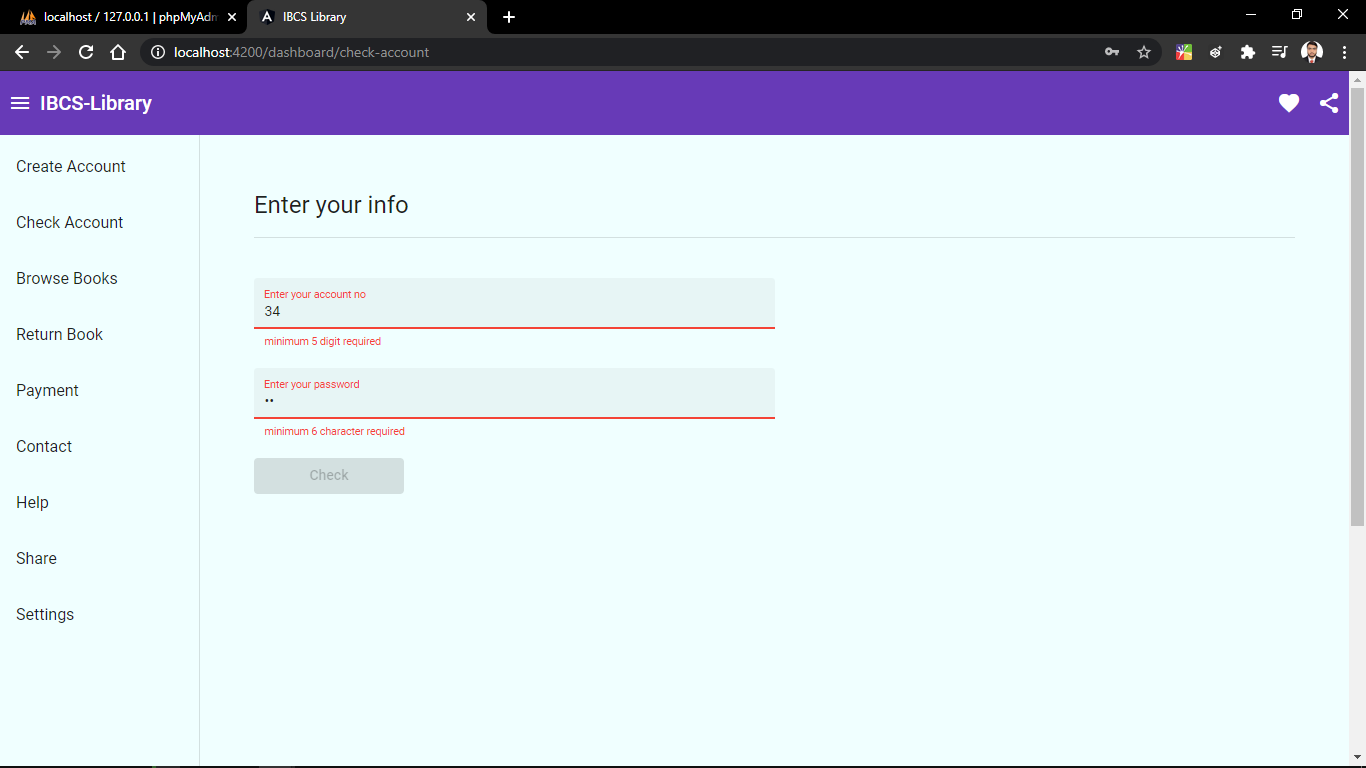 localhost / 127.0.0.1 | phpMyAdm
IBCS Library
localhost:4200/dashboard/check-account
IBCS-Library
Create Account
Check Account
Browse Books
Return Book
Payment
Contact
Help
Share
Settings
Enter your info
Enter your account no
34
minimum 5 digit required
Enter your password
••
minimum 6 character required
Check